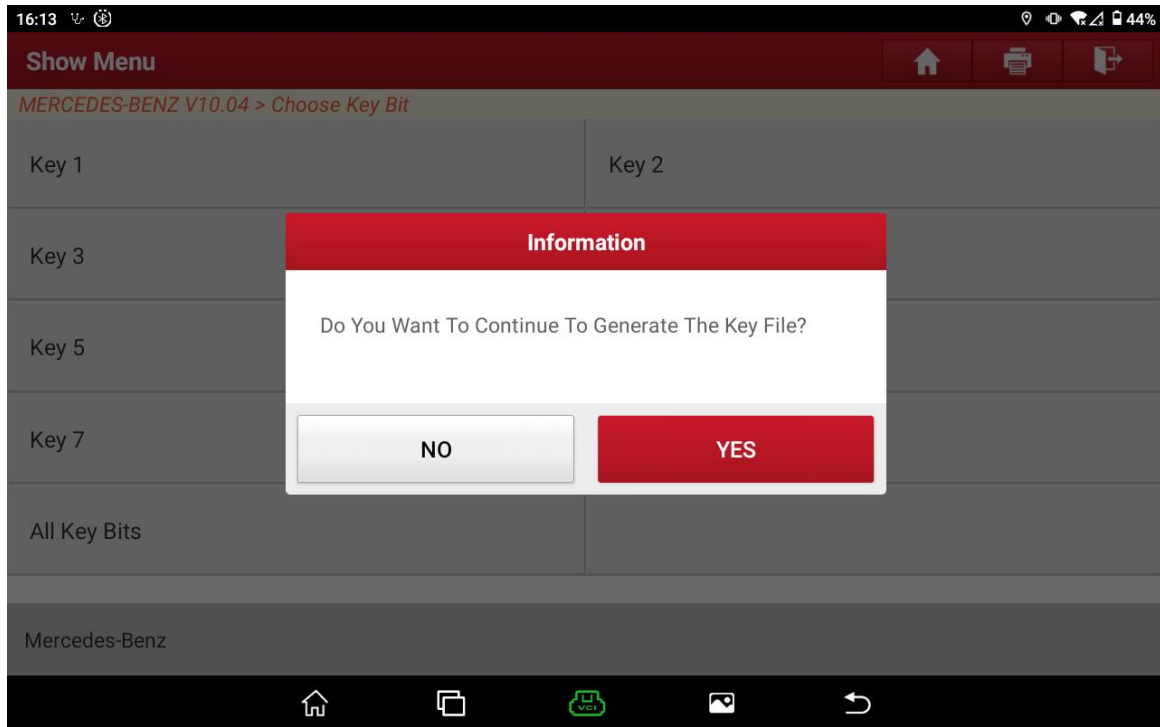 16:13
44%
Show Menu
MERCEDES-BENZ V10.04 > Choose Key Bit
Key 1
Key 2
Key 3
Information
Do You Want To Continue To Generate The Key File?
Key 5
Key 7
NO
YES
All Key Bits
Mercedes-Benz
VCI